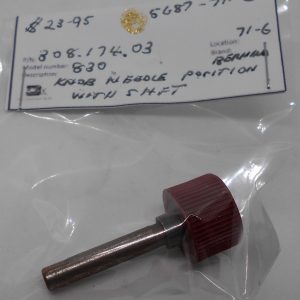 $ 23-95
Location:
P/N: 308.174.03
71-6
Model number: 830
Brand: BERNINA
Description: KNOB NEEDLE POSITION
WITH SHFT